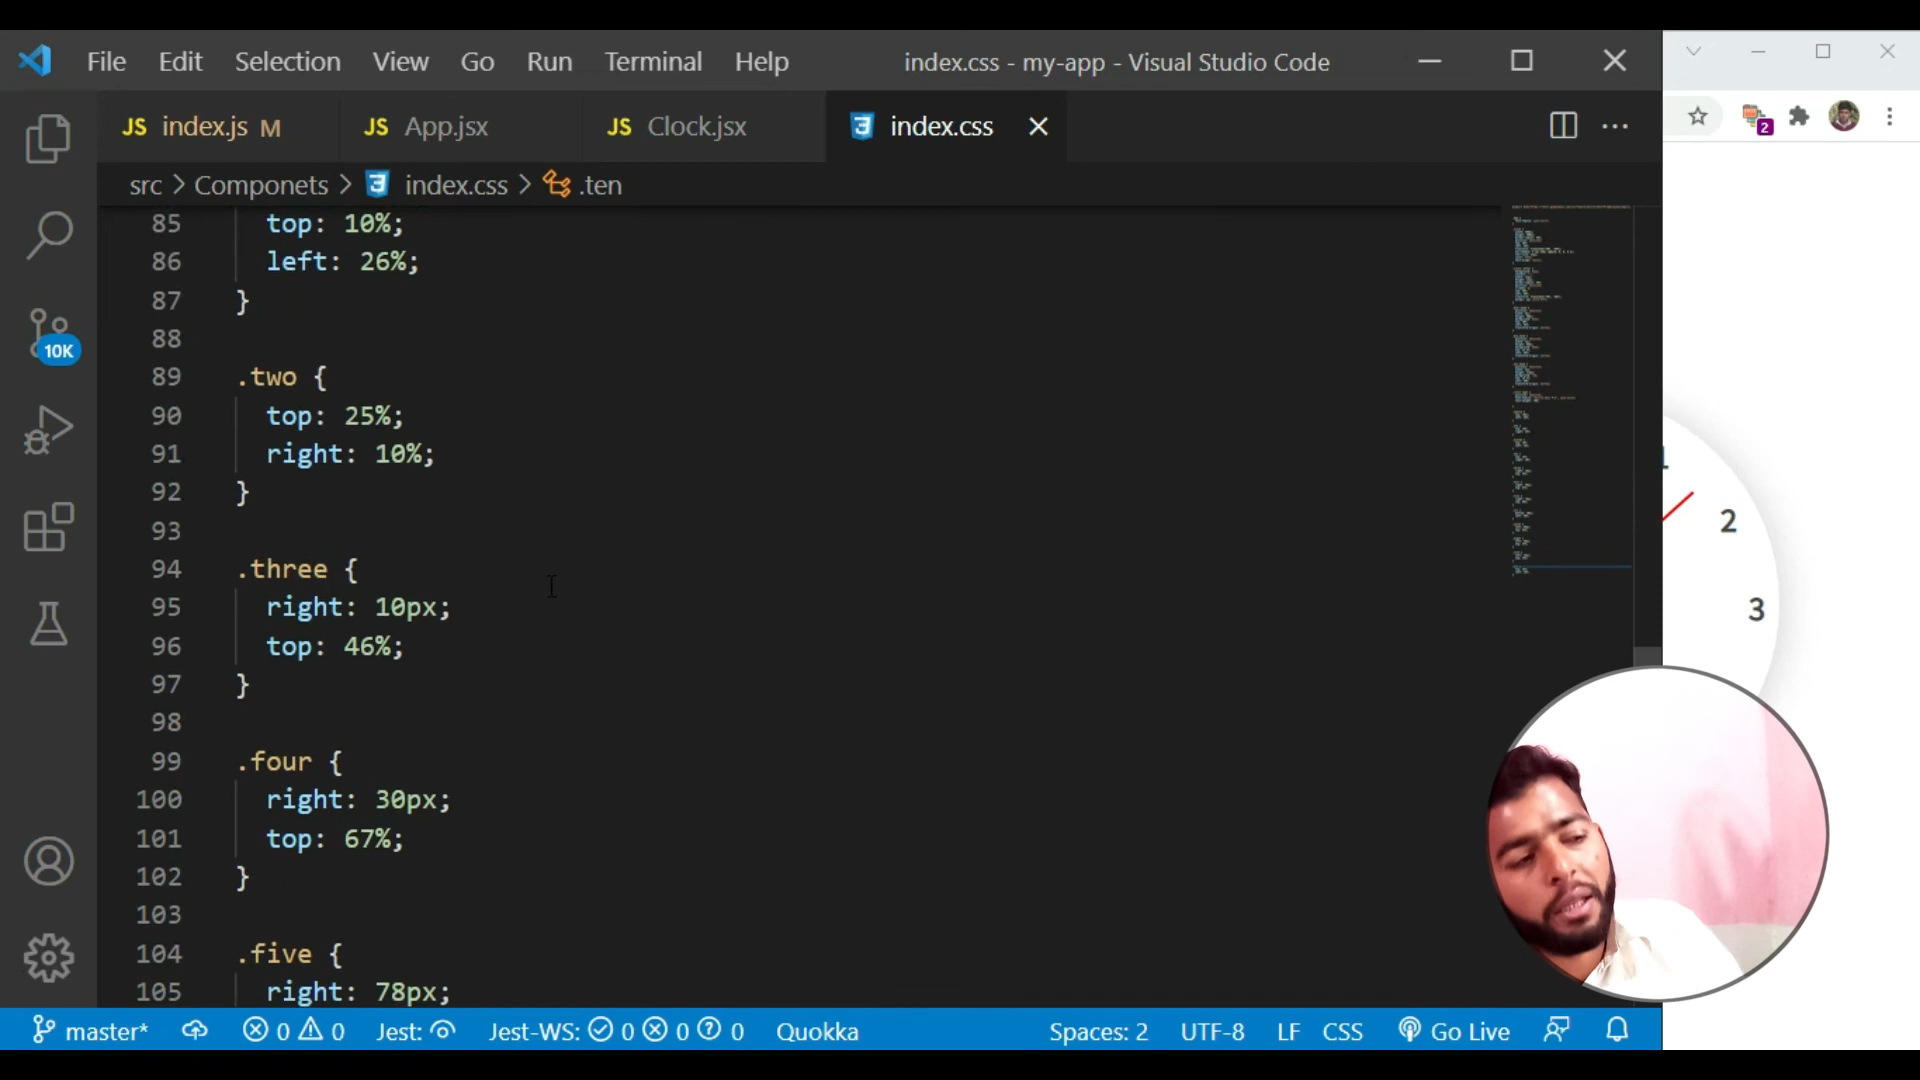 File Edit Selection View Go Run Terminal Help index.css - my-app - Visual Studio Code
JS index.js M JS App.jsx JS Clock.jsx index.css
2
src > Componets > index.css > .ten
85 top: 10%;
86 left: 26%;
87 }
88
89 .two {
90 top: 25%;
91 right: 10%;
92 }
93
94 .three {
95 right: 10px;
96 top: 46%;
97 }
98
99 .four {
100 right: 30px;
101 top: 67%;
102 }
103
104 .five {
105 right: 78px;
10K
1
2
3
master* 0 0 Jest: Jest-WS: 0 0 0 Quokka Spaces: 2 UTF-8 LF CSS Go Live